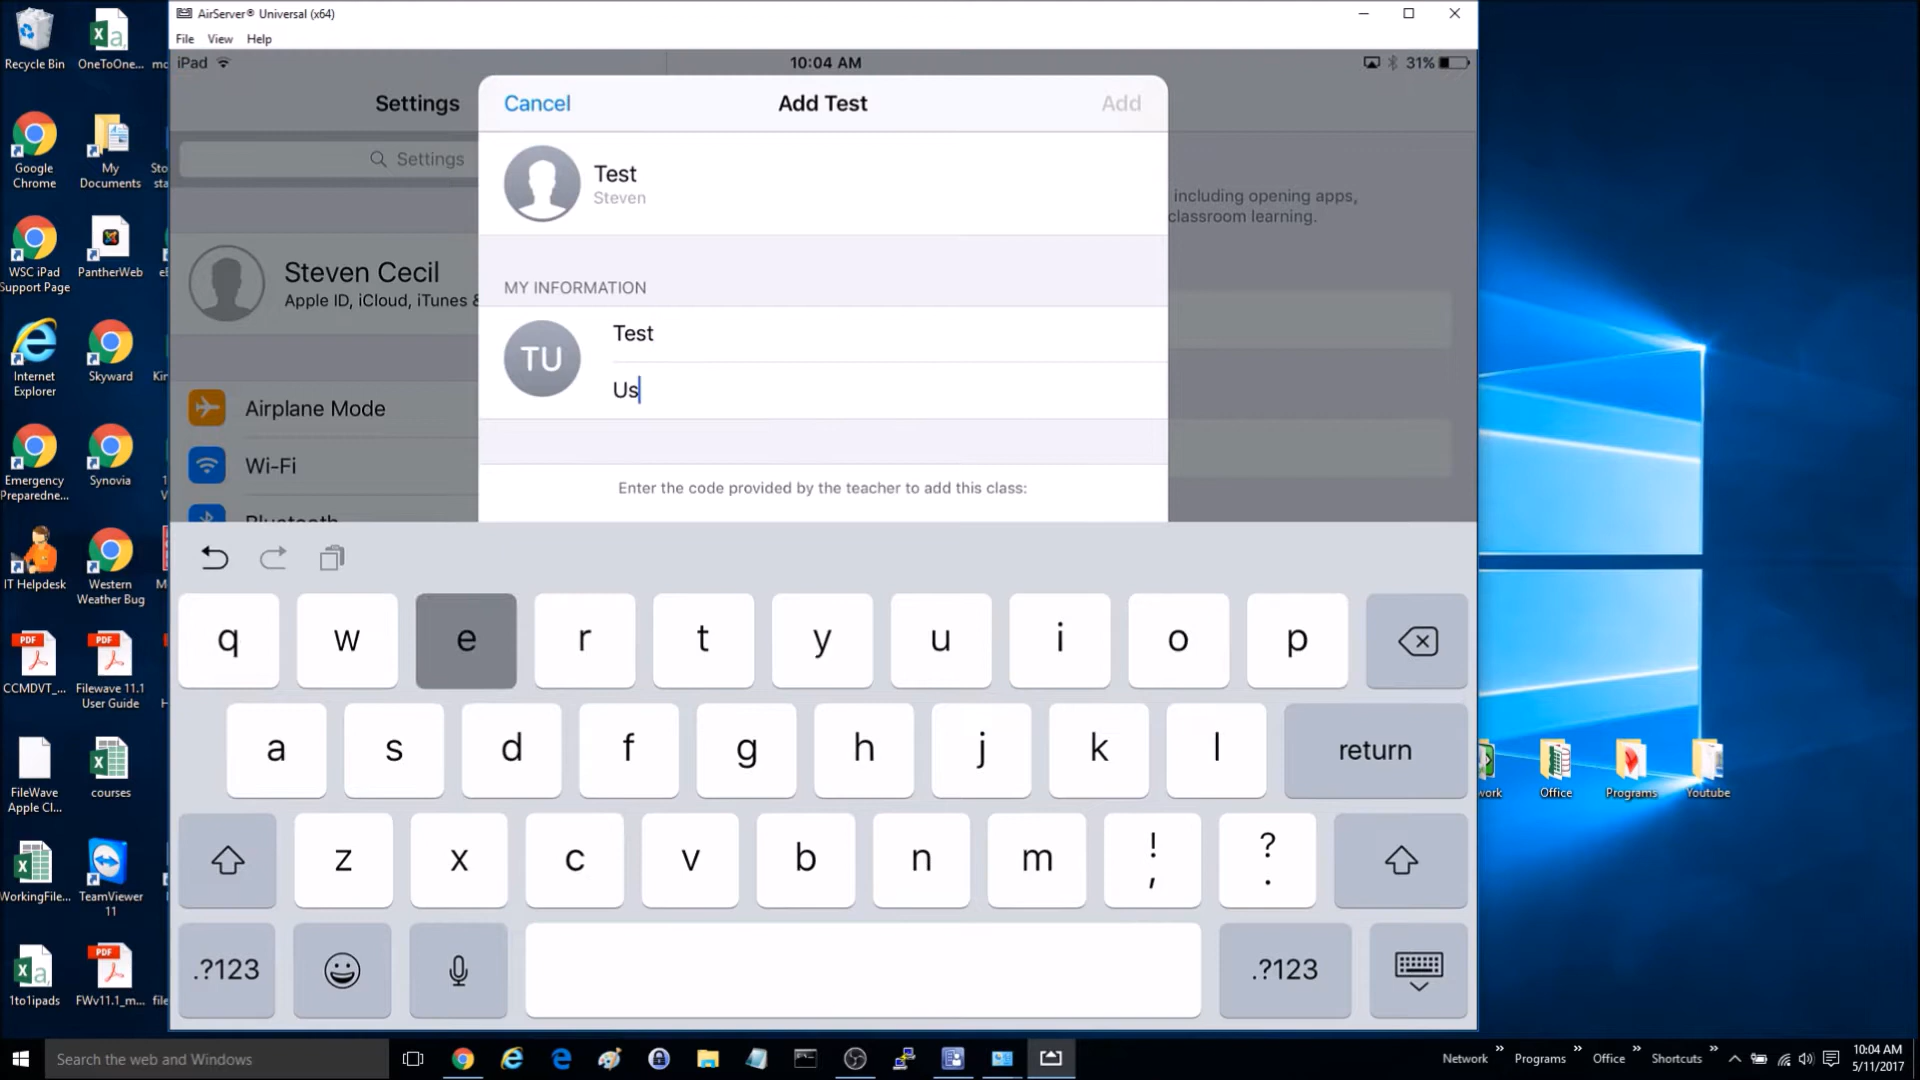 AirServer® Universal (x64)
File View Help
iPad
10:04 AM
31%
Settings
Cancel
Add Test
Add
Settings
Test
Steven
including opening apps,
classroom learning.
MY INFORMATION
Steven Cecil
Apple ID, iCloud, iTunes &
Test
TU
Us
Airplane Mode
Wi-Fi
Enter the code provided by the teacher to add this class:
Bluetooth
q w e r t y u i o p
a s d f g h j k l return
z x c v b n m ! , ? .
.?123 .?123
Recycle Bin
OneToOne...
Google
Chrome
My
Documents
WSC iPad
Support Page
PantherWeb
Internet
Explorer
Skyward
Emergency
Preparedne...
Synovia
IT Helpdesk
Western
Weather Bug
PDF
CCMDVT_...
PDF
Filewave 11.1
User Guide
FileWave
Apple Cl...
courses
WorkingFile...
TeamViewer
11
1to1ipads
PDF
FWv11.1_m...
Office
Programs
Youtube
Search the web and Windows
Network
Programs
Office
Shortcuts
10:04 AM
5/11/2017